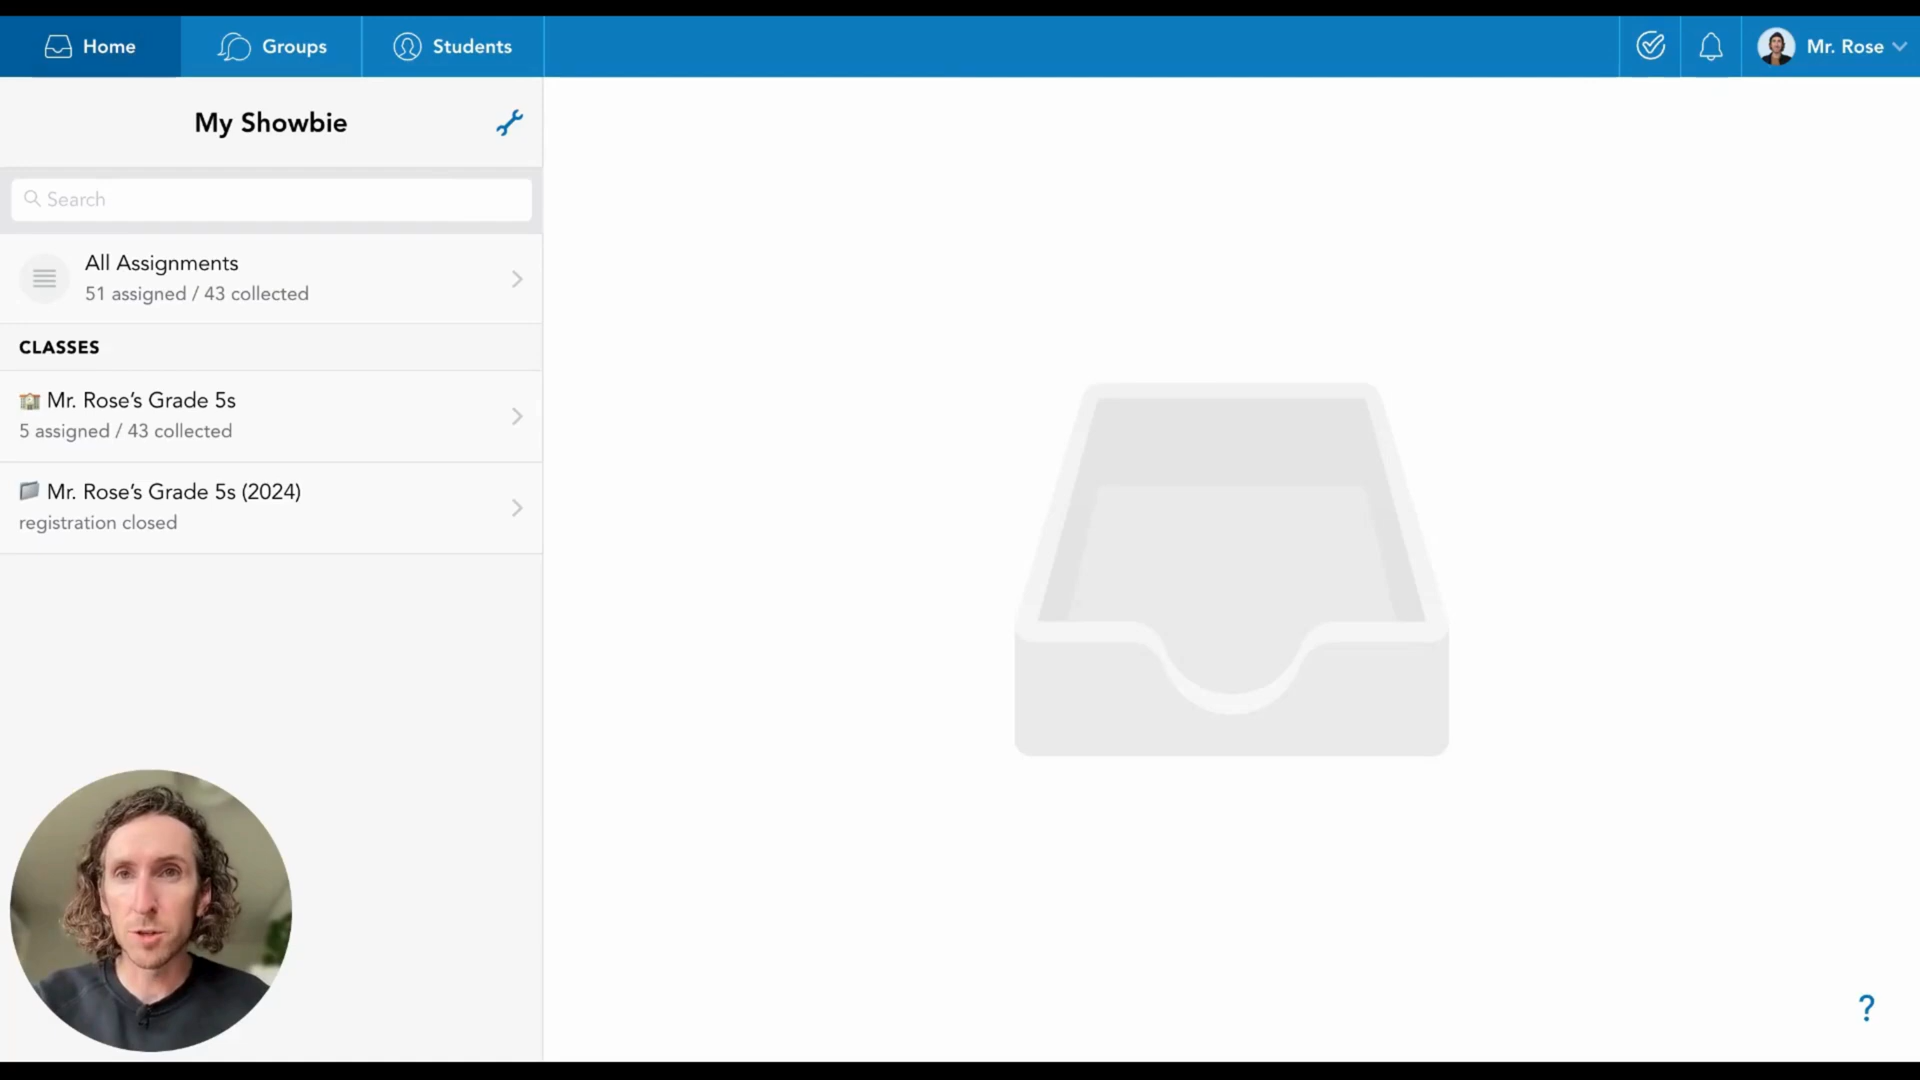 Home
Groups
Students
Mr. Rose
My Showbie
Search
All Assignments
51 assigned / 43 collected
CLASSES
Mr. Rose’s Grade 5s
5 assigned / 43 collected
Mr. Rose’s Grade 5s (2024)
registration closed
?